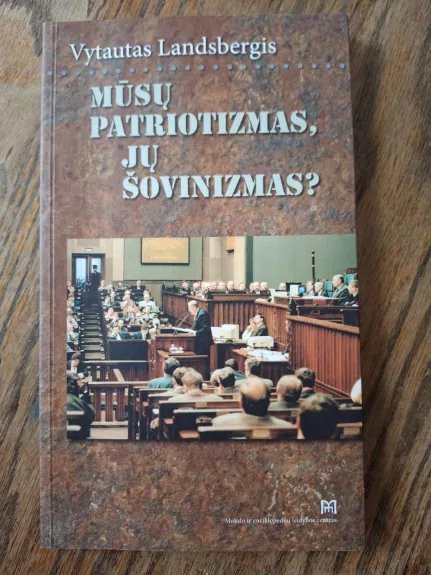 Vytautas Landsbergis
MŪSŲ
PATRIOTIZMAS,
JŲ
ŠOVINIZMAS?
Mokslo ir enciklopedijų leidybos centras